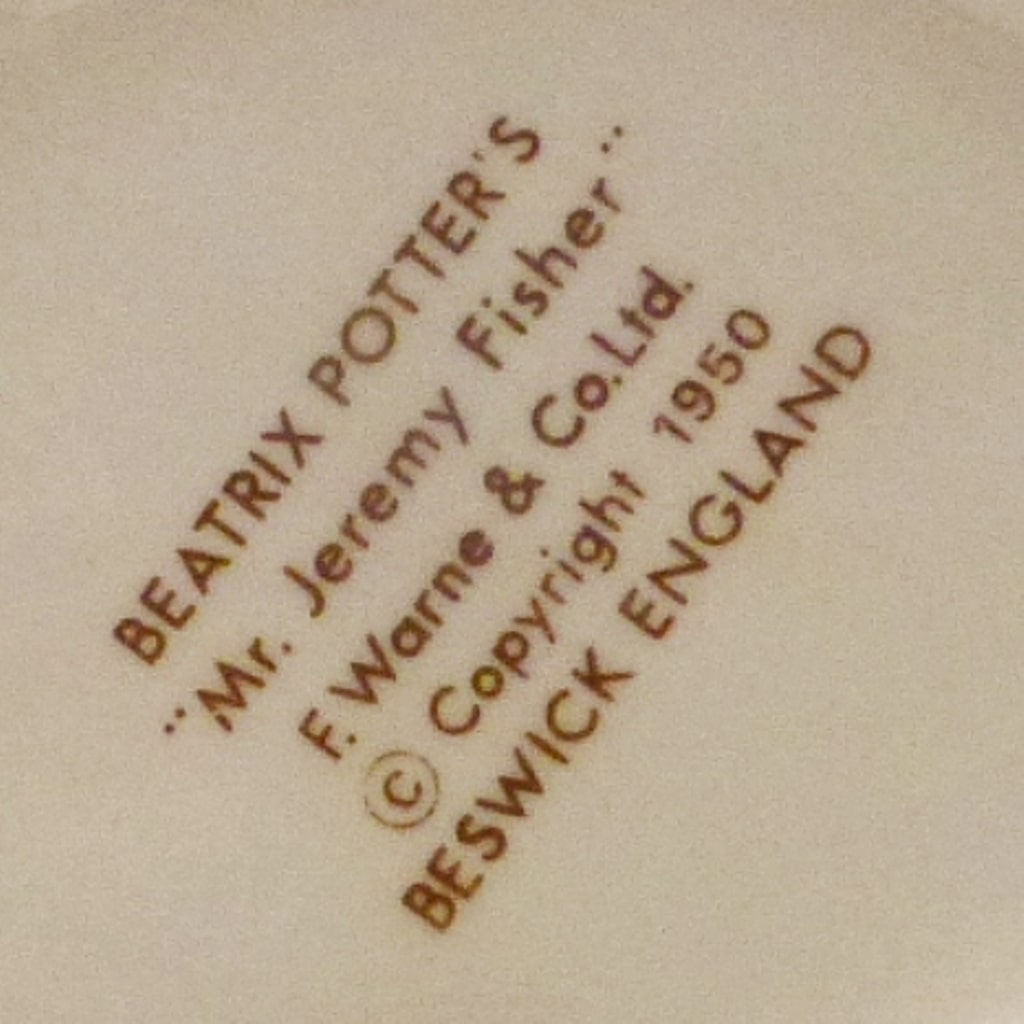 BEATRIX POTTER'S
"Mr. Jeremy Fisher"
F. Warne & Co.Ltd.
© Copyright 1950
BESWICK ENGLAND